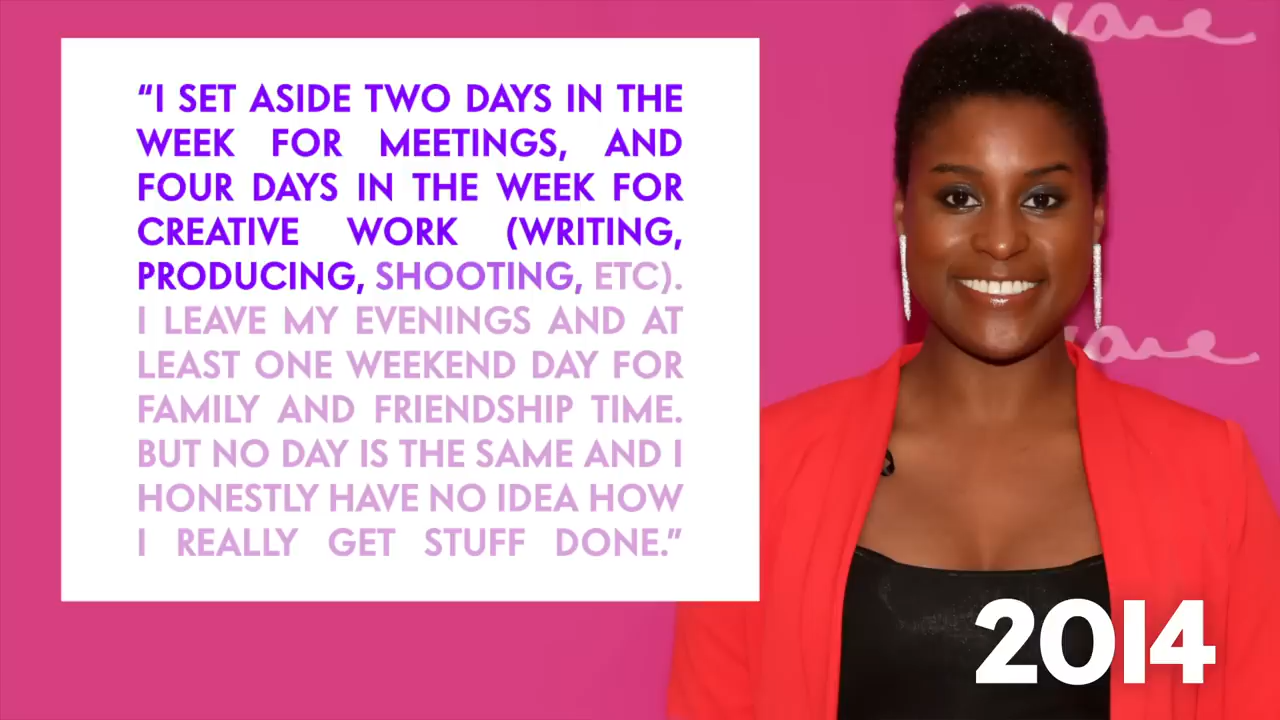 “I SET ASIDE TWO DAYS IN THE
WEEK FOR MEETINGS, AND
FOUR DAYS IN THE WEEK FOR
CREATIVE WORK (WRITING,
PRODUCING, SHOOTING, ETC).
I LEAVE MY EVENINGS AND AT
LEAST ONE WEEKEND DAY FOR
FAMILY AND FRIENDSHIP TIME.
BUT NO DAY IS THE SAME AND I
HONESTLY HAVE NO IDEA HOW
I REALLY GET STUFF DONE.”
2014